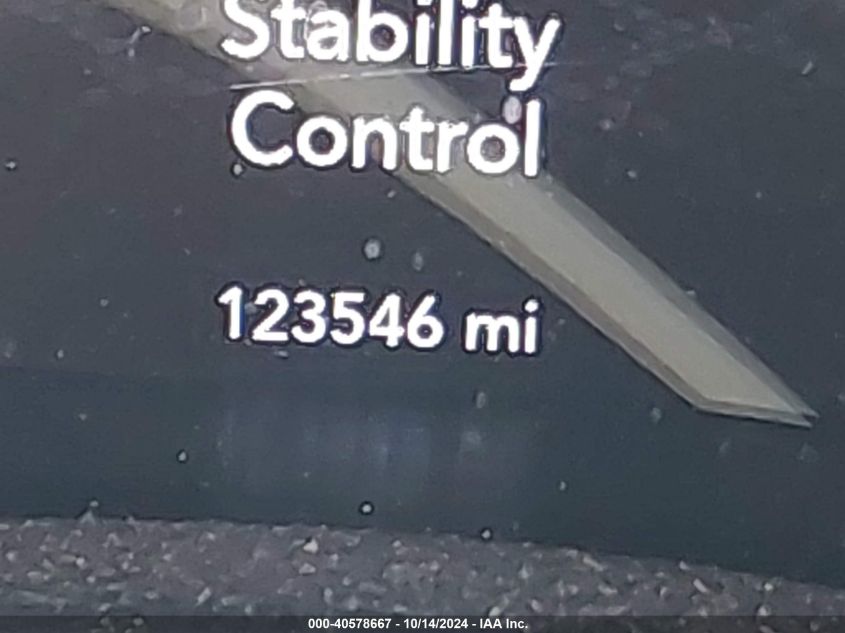 Stability
Control
123546 mi
000-40578667 - 10/14/2024 - IAA Inc.